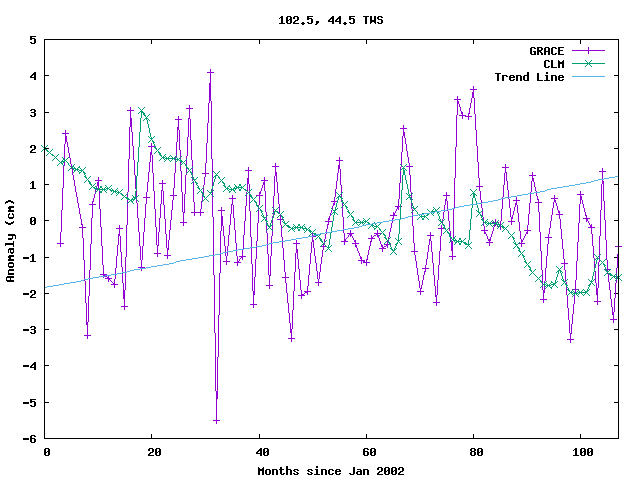 102.5, 44.5 TWS
GRACE
CLM
Trend Line
5
4
3
2
1
0
-1
-2
-3
-4
-5
-6
Anomaly (cm)
0 20 40 60 80 100
Months since Jan 2002